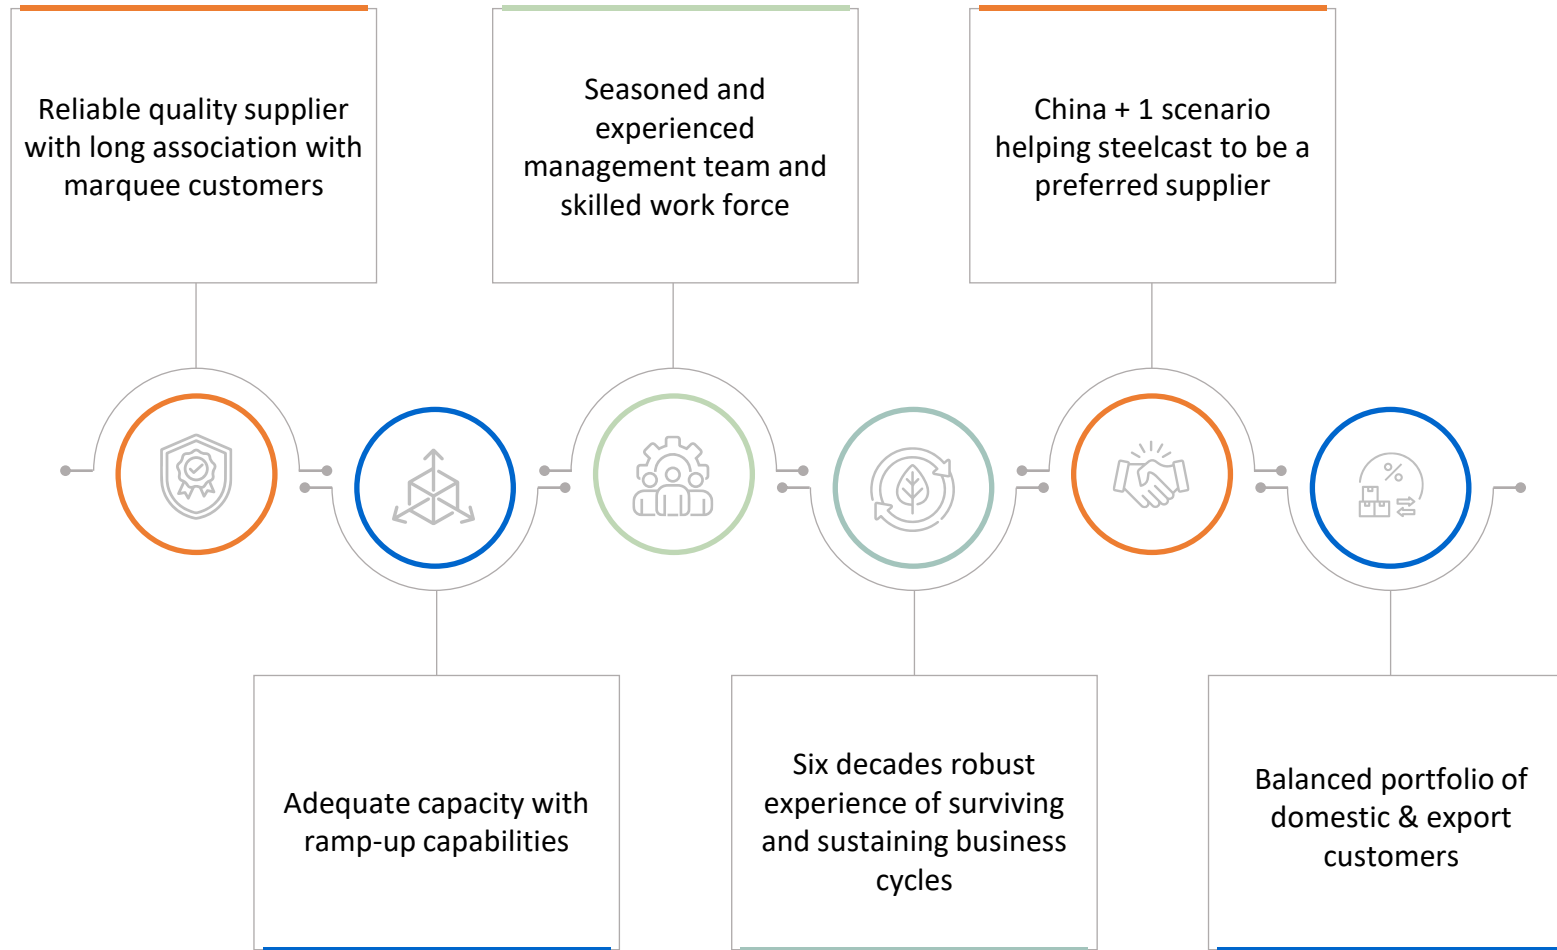 Reliable quality supplier
with long association with
marquee customers
Seasoned and
experienced
management team and
skilled work force
China + 1 scenario
helping steelcast to be a
preferred supplier
%
Adequate capacity with
ramp-up capabilities
Six decades robust
experience of surviving
and sustaining business
cycles
Balanced portfolio of
domestic & export
customers